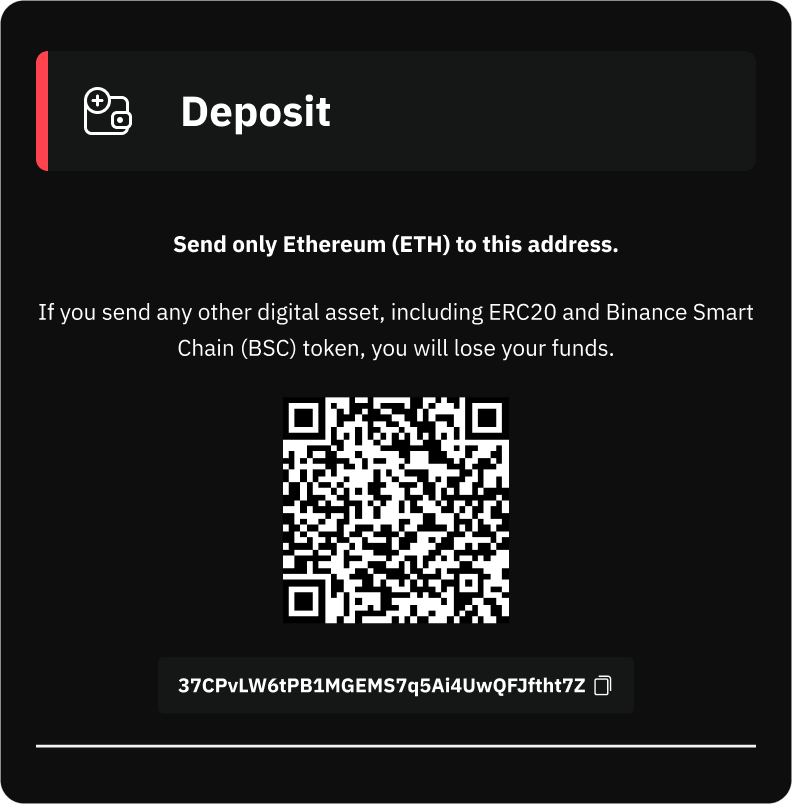 Deposit
Send only Ethereum (ETH) to this address.
If you send any other digital asset, including ERC20 and Binance Smart
Chain (BSC) token, you will lose your funds.
37CPvLW6tPB1MGEMS7q5Ai4UwQFJftht7Z